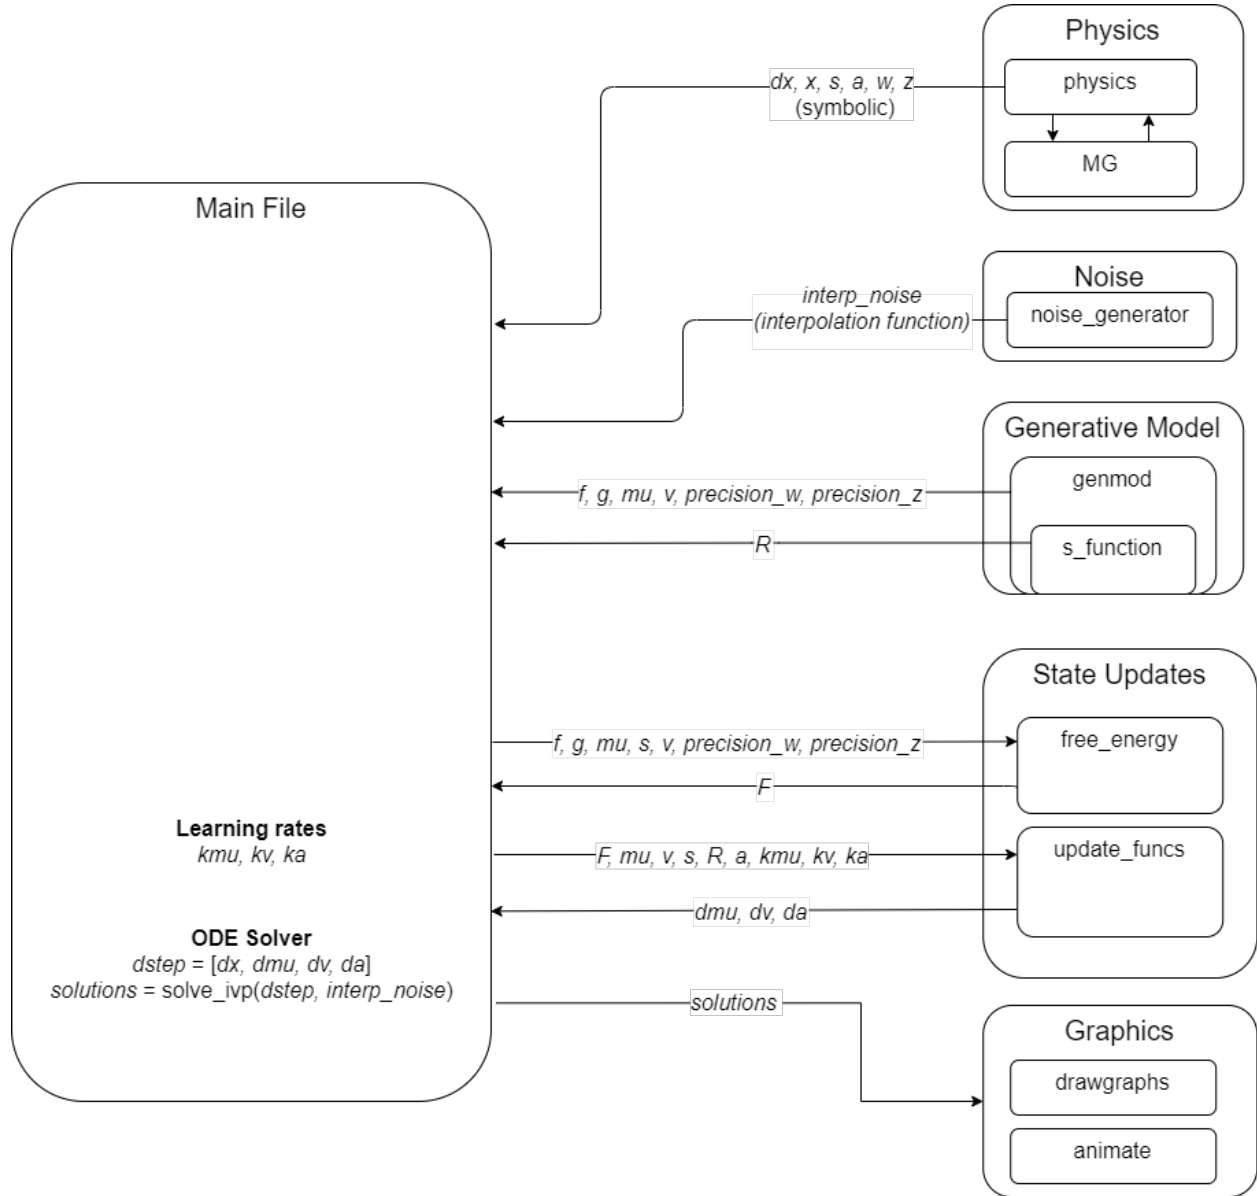 Physics
physics
dx, x, s, a, w, z
(symbolic)
MG
Main File
Noise
interp_noise
(interpolation function)
noise_generator
Generative Model
genmod
f, g, mu, v, precision_w, precision_z
R
s_function
State Updates
f, g, mu, s, v, precision_w, precision_z
free_energy
F
Learning rates
kmu, kv, ka
F, mu, v, s, R, a, kmu, kv, ka
update_funcs
dmu, dv, da
ODE Solver
dstep = [dx, dmu, dv, da]
solutions = solve_ivp(dstep, interp_noise)
solutions
Graphics
drawgraphs
animate